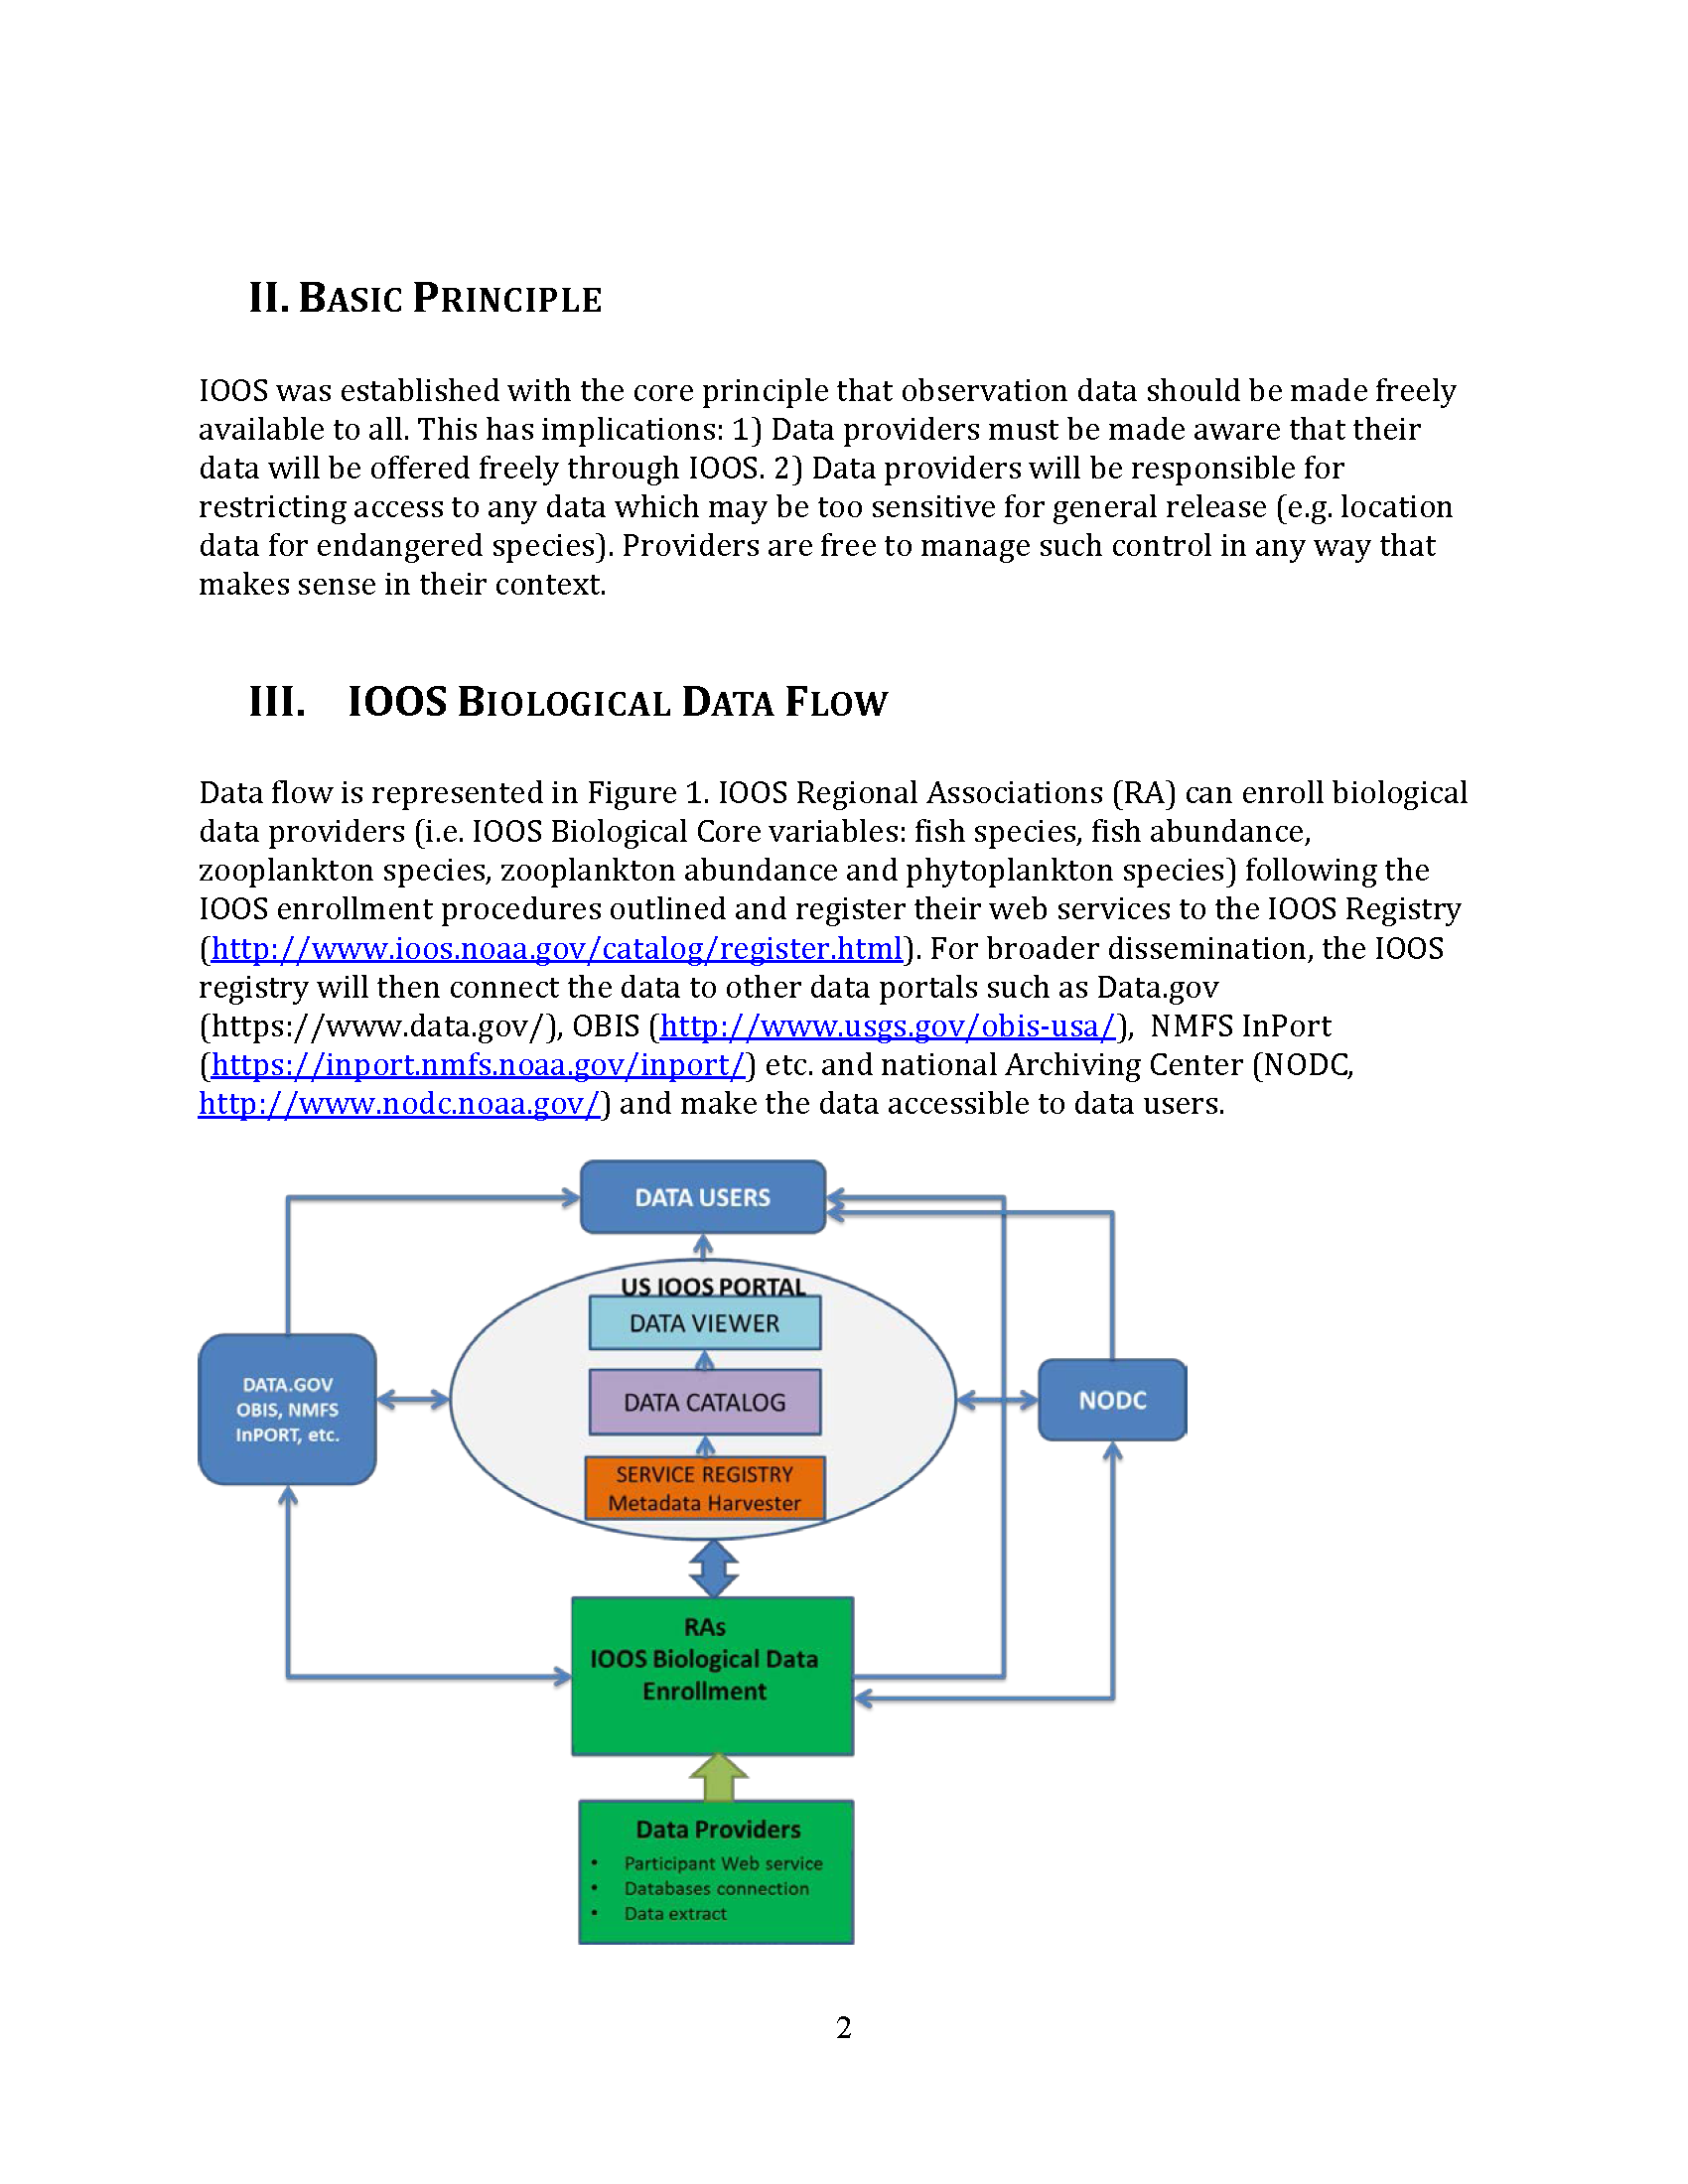 II. BASIC PRINCIPLE
IOOS was established with the core principle that observation data should be made freely
available to all. This has implications: 1) Data providers must be made aware that their
data will be offered freely through IOOS. 2) Data providers will be responsible for
restricting access to any data which may be too sensitive for general release (e.g. location
data for endangered species). Providers are free to manage such control in any way that
makes sense in their context.
III. IOOS BIOLOGICAL DATA FLOW
Data flow is represented in Figure 1. IOOS Regional Associations (RA) can enroll biological
data providers (i.e. IOOS Biological Core variables: fish species, fish abundance,
zooplankton species, zooplankton abundance and phytoplankton species) following the
IOOS enrollment procedures outlined and register their web services to the IOOS Registry
(http://www.ioos.noaa.gov/catalog/register.html). For broader dissemination, the IOOS
registry will then connect the data to other data portals such as Data.gov
(https://www.data.gov/), OBIS (http://www.usgs.gov/obis-usa/), NMFS InPort
(https://inport.nmfs.noaa.gov/inport/) etc. and national Archiving Center (NODC,
http://www.nodc.noaa.gov/) and make the data accessible to data users.
DATA USERS
US IOOS PORTAL
DATA VIEWER
DATA CATALOG
SERVICE REGISTRY
Metadata Harvester
DATA.GOV
OBIS, NMFS
InPORT, etc.
NODC
RAs
IOOS Biological Data
Enrollment
Data Providers
• Participant Web service
• Databases connection
• Data extract
2